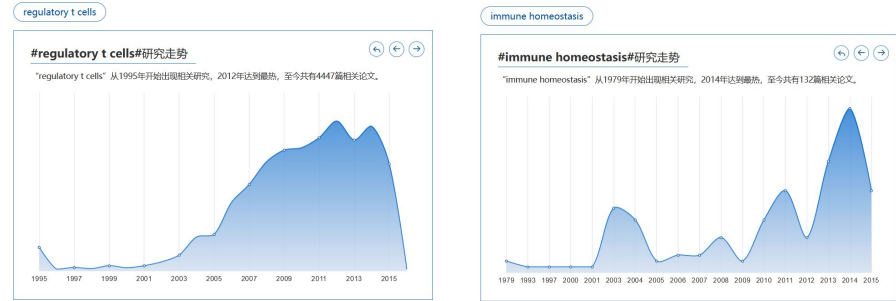 regulatory t cells
#regulatory t cells#研究走势
“regulatory t cells”从1995年开始出现相关研究，2012年达到最热，至今共有4447篇相关论文。
1995 1997 1999 2001 2003 2005 2007 2009 2011 2013 2015
immune homeostasis
#immune homeostasis#研究走势
“immune homeostasis”从1979年开始出现相关研究，2014年达到最热，至今共有132篇相关论文。
1979 1993 1997 2000 2001 2003 2004 2005 2006 2007 2008 2009 2010 2011 2012 2013 2014 2015